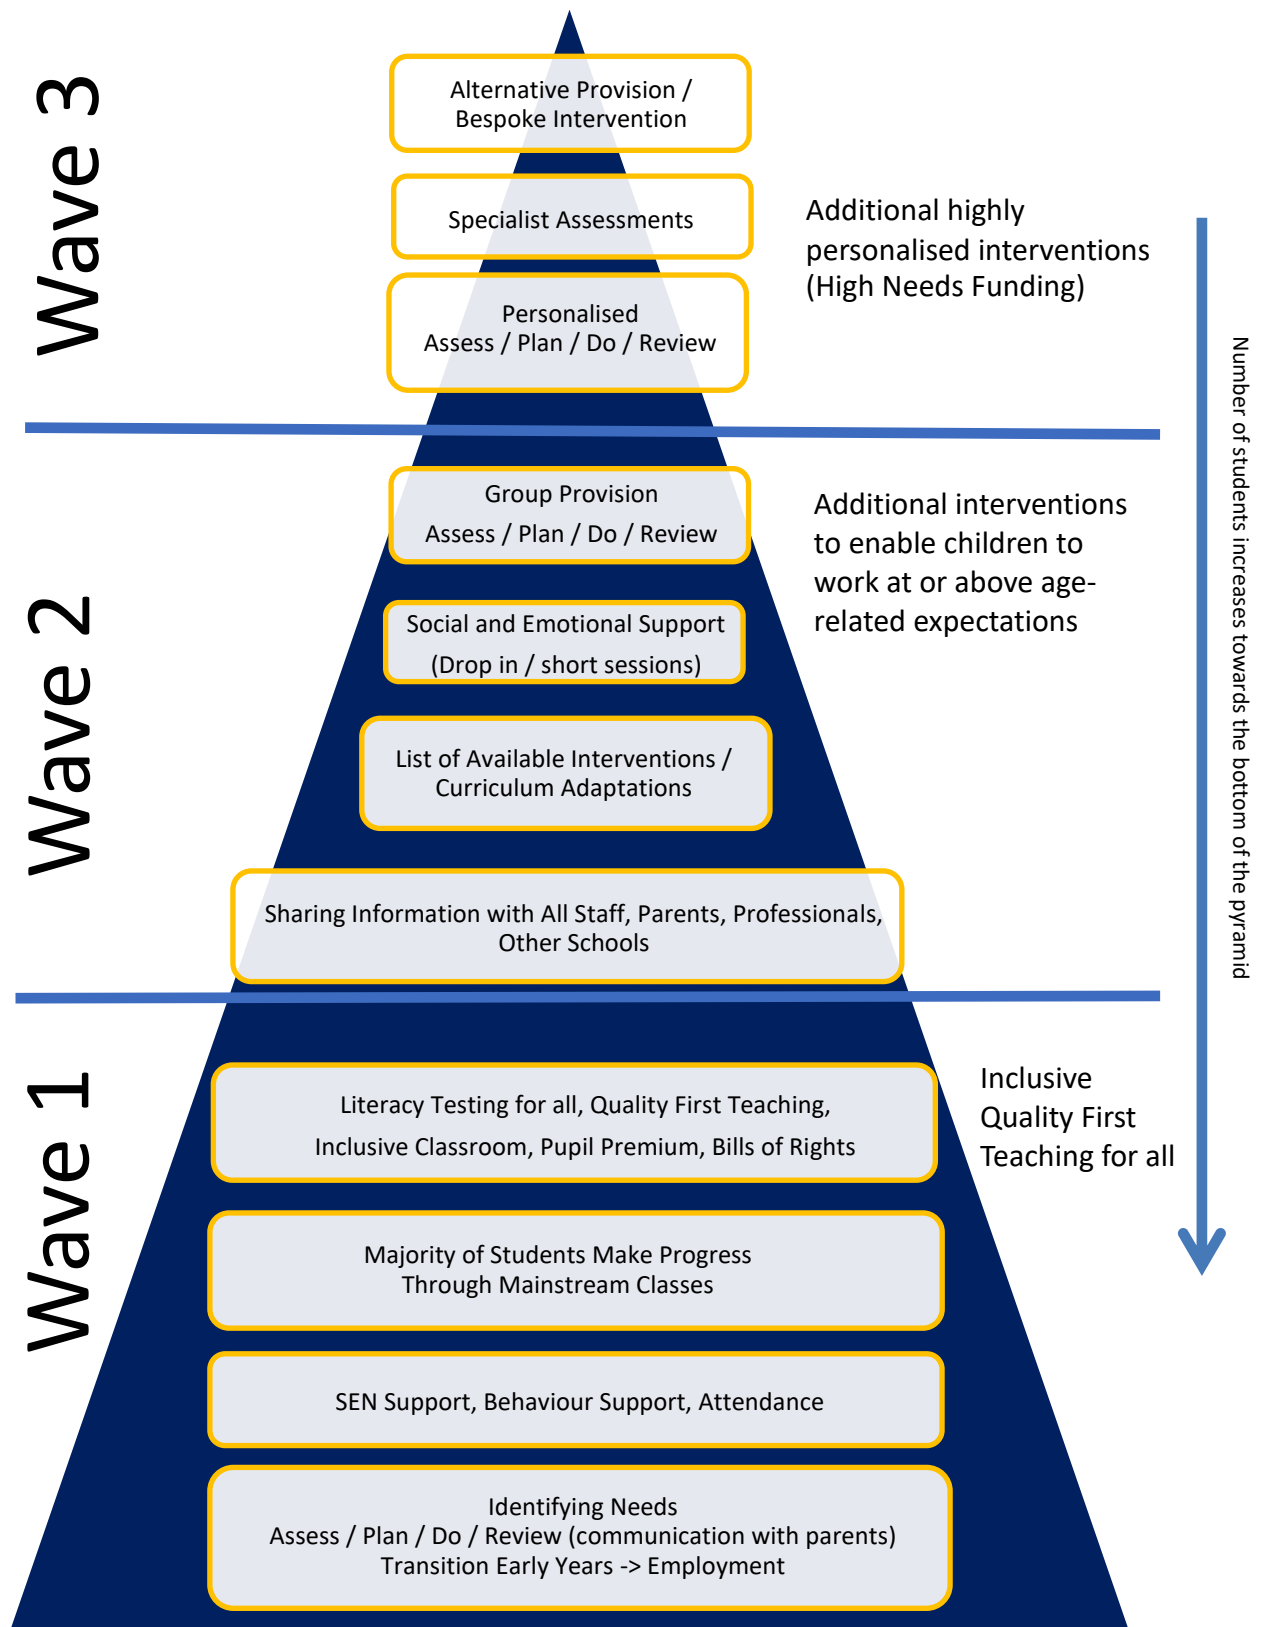 Wave 3
Alternative Provision /
Bespoke Intervention
Specialist Assessments
Personalised
Assess / Plan / Do / Review
Additional highly
personalised interventions
(High Needs Funding)
Wave 2
Group Provision
Assess / Plan / Do / Review
Social and Emotional Support
(Drop in / short sessions)
List of Available Interventions /
Curriculum Adaptations
Sharing Information with All Staff, Parents, Professionals,
Other Schools
Additional interventions
to enable children to
work at or above age-
related expectations
Wave 1
Literacy Testing for all, Quality First Teaching,
Inclusive Classroom, Pupil Premium, Bills of Rights
Majority of Students Make Progress
Through Mainstream Classes
SEN Support, Behaviour Support, Attendance
Identifying Needs
Assess / Plan / Do / Review (communication with parents)
Transition Early Years -> Employment
Inclusive
Quality First
Teaching for all
Number of students increases towards the bottom of the pyramid